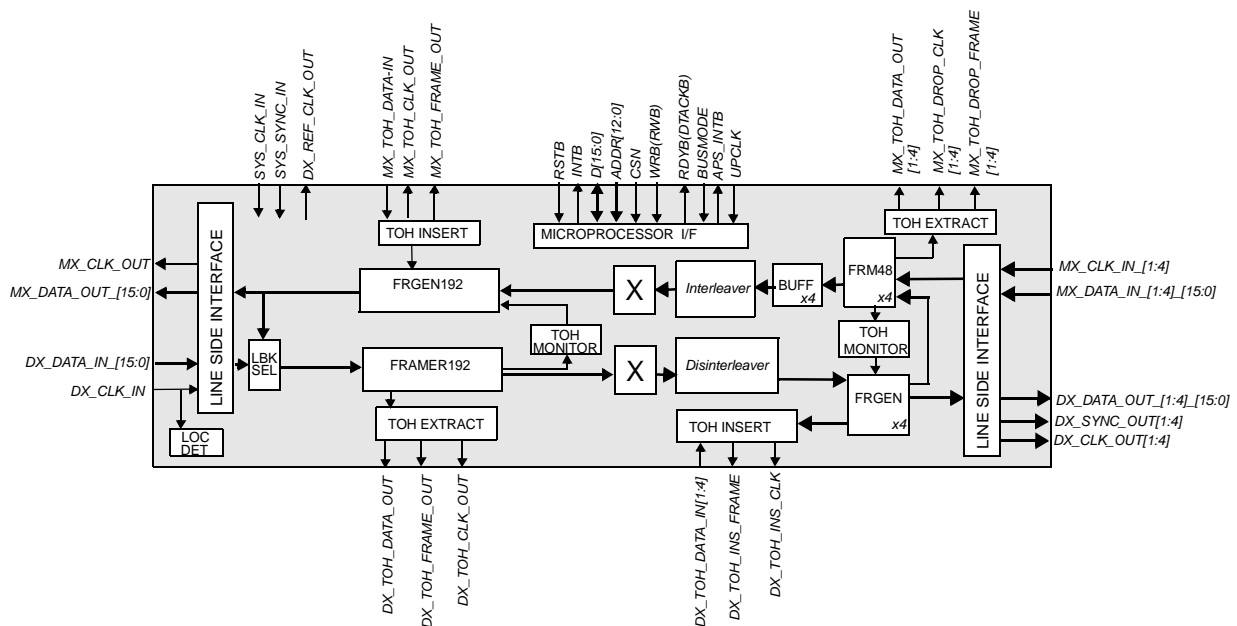 SYS_CLK_IN
SYS_SYNC_IN
DX_REF_CLK_OUT
MX_TOH_DATA-IN
MX_TOH_CLK_OUT
MX_TOH_FRAME_OUT
RSTB
INTB
D[15:0]
ADDR[12:0]
CSN
WRB(RWB)
RDYB(DTACKB)
BUSMODE
APS_INTB
UPCLK
MX_TOH_DATA_OUT
[1:4]
MX_TOH_DROP_CLK
[1:4]
MX_TOH_DROP_FRAME
[1:4]
TOH INSERT
MICROPROCESSOR I/F
TOH EXTRACT
LINE SIDE INTERFACE
MX_CLK_OUT
MX_DATA_OUT_[15:0]
DX_DATA_IN_[15:0]
DX_CLK_IN
FRGEN192
X
Interleaver
BUFF
x4
FRM48
x4
LINE SIDE INTERFACE
MX_CLK_IN_[1:4]
MX_DATA_IN_[1:4]_[15:0]
TOH
MONITOR
TOH
MONITOR
LBK
SEL
FRAMER192
X
Disinterleaver
FRGEN
x4
DX_DATA_OUT_[1:4]_[15:0]
DX_SYNC_OUT[1:4]
DX_CLK_OUT[1:4]
LOC
DET
TOH EXTRACT
TOH INSERT
DX_TOH_DATA_OUT
DX_TOH_FRAME_OUT
DX_TOH_CLK_OUT
DX_TOH_DATA_IN[1:4]
DX_TOH_INS_FRAME
DX_TOH_INS_CLK